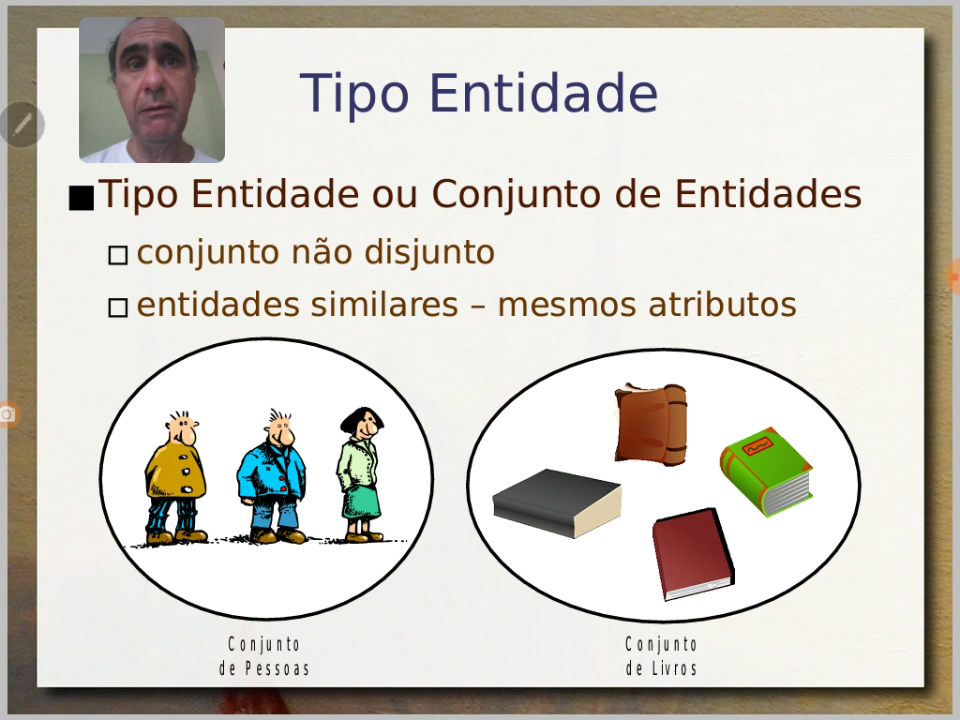 Tipo Entidade
Tipo Entidade ou Conjunto de Entidades
conjunto não disjunto
entidades similares – mesmos atributos
Conjunto
de Pessoas
Conjunto
de Livros